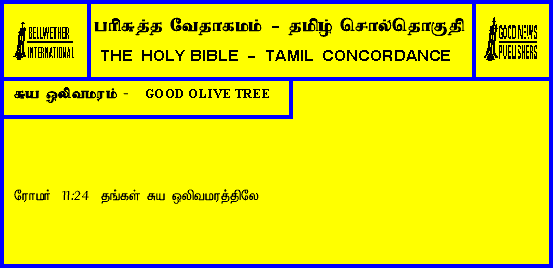 BELLWETHER
INTERNATIONAL
பரிசுத்த வேதாகமம் - தமிழ் சொல்தொகுதி
THE HOLY BIBLE - TAMIL CONCORDANCE
GOOD NEWS
PUBLISHERS
சுய ஒலிவமரம் - GOOD OLIVE TREE
ரோமர் 11:24 தங்கள் சுய ஒலிவமரத்திலே